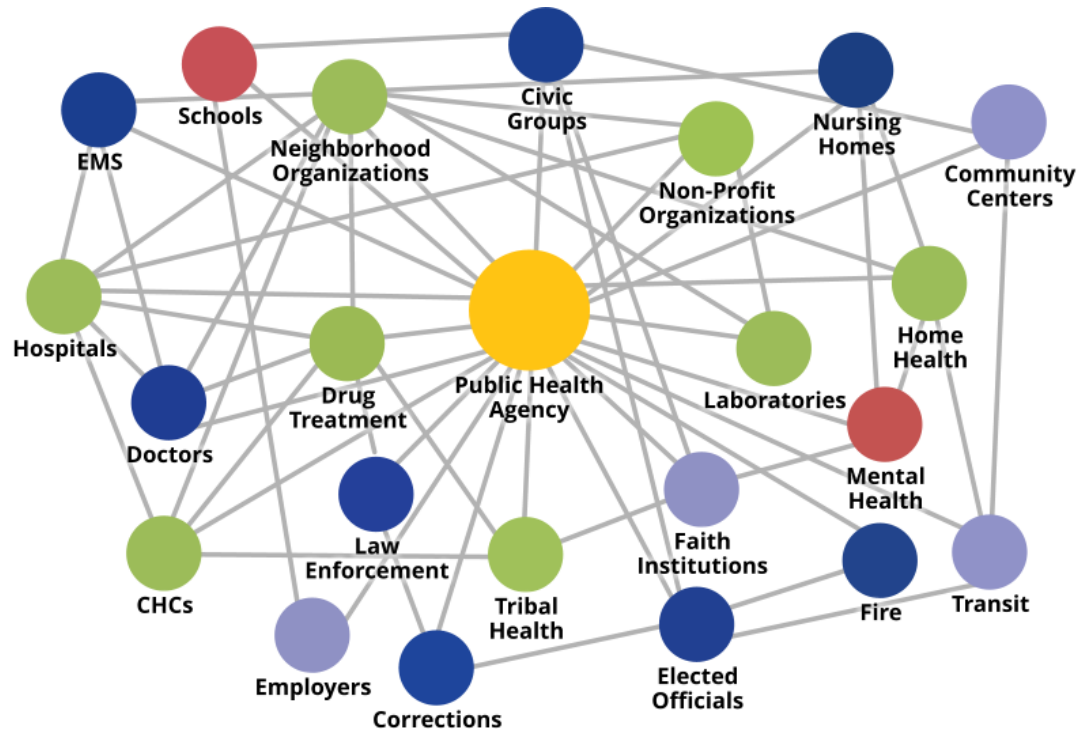 Schools
Civic
Groups
EMS
Neighborhood
Organizations
Nursing
Homes
Community
Centers
Non-Profit
Organizations
Hospitals
Home
Health
Public Health
Agency
Drug
Treatment
Laboratories
Doctors
Mental
Health
Law
Enforcement
Faith
Institutions
CHCs
Tribal
Health
Fire
Transit
Employers
Elected
Officials
Corrections